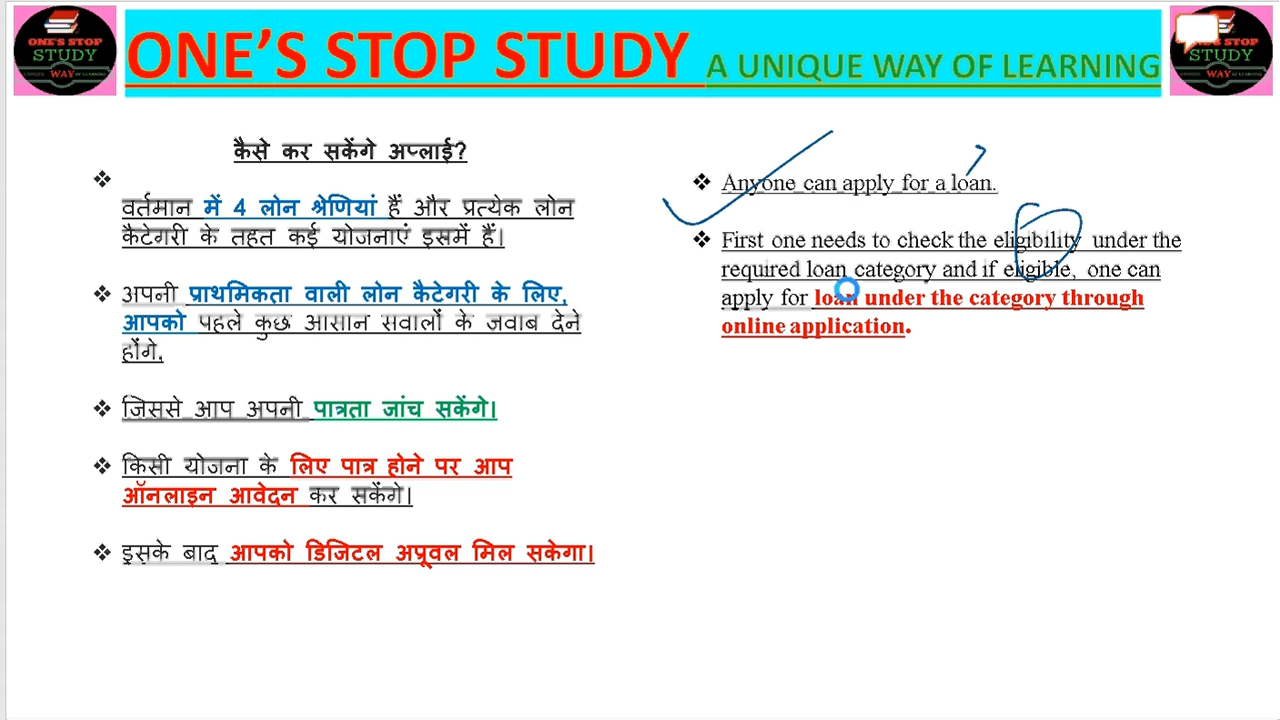 ONE'S STOP STUDY A UNIQUE WAY OF LEARNING
ONE'S STOP
STUDY
WAY OF LEARNING
STOP
STUDY
WAY OF LEARNING
कैसे कर सकेंगे अप्लाई?
वर्तमान में 4 लोन श्रेणियां हैं और प्रत्येक लोन
कैटेगरी के तहत कई योजनाएं इसमें हैं।
अपनी प्राथमिकता वाली लोन कैटेगरी के लिए,
आपको पहले कुछ आसान सवालों के जवाब देने
होंगे,
जिससे आप अपनी पात्रता जांच सकेंगे।
किसी योजना के लिए पात्र होने पर आप
ऑनलाइन आवेदन कर सकेंगे।
इसके बाद आपको डिजिटल अप्रूवल मिल सकेगा।
Anyone can apply for a loan.
First one needs to check the eligibility under the
required loan category and if eligible, one can
apply for loan under the category through
online application.